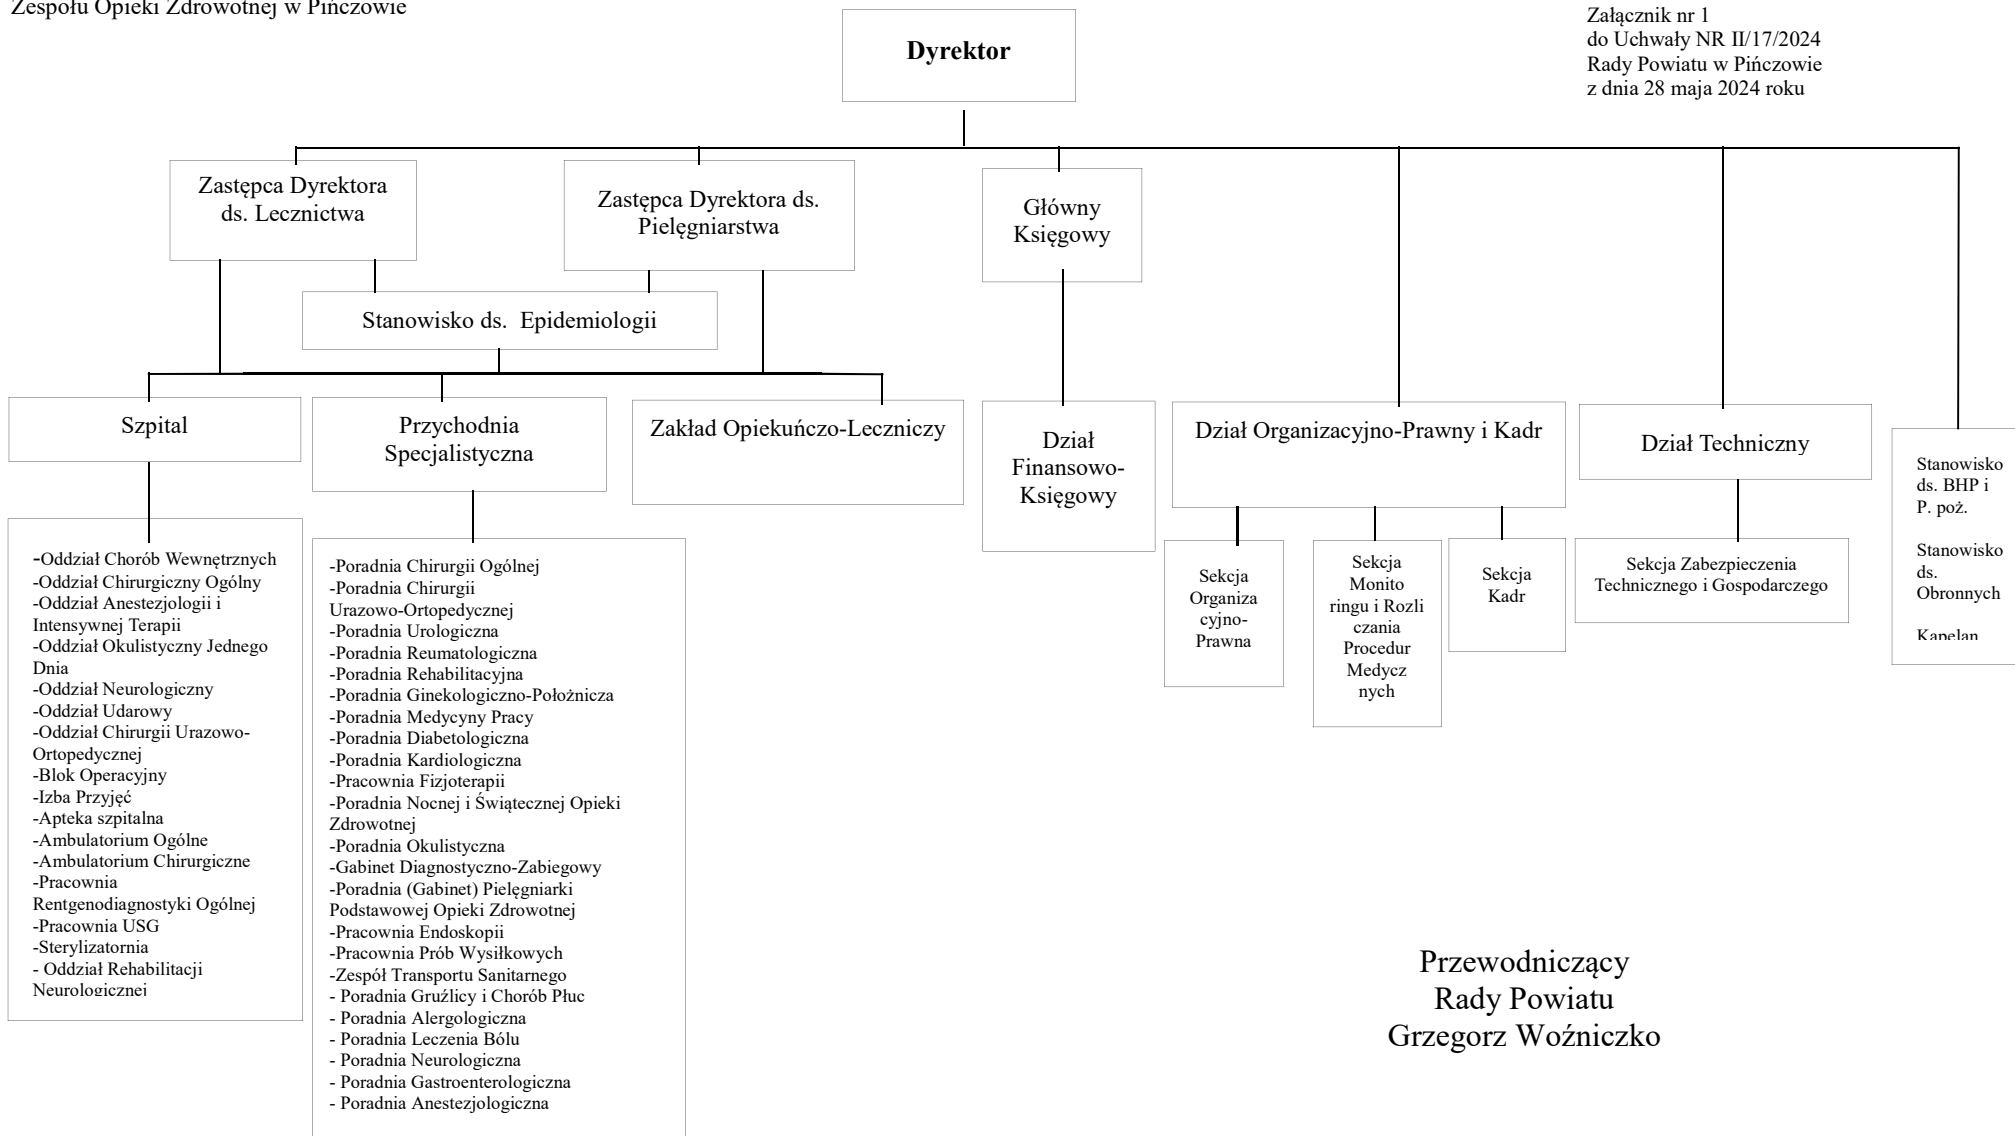 Zespołu Opieki Zdrowotnej w Pińczowie
Załącznik nr 1
do Uchwały NR II/17/2024
Rady Powiatu w Pińczowie
z dnia 28 maja 2024 roku
Dyrektor
Zastępca Dyrektora
ds. Lecznictwa
Zastępca Dyrektora ds.
Pielęgniarstwa
Główny
Księgowy
Stanowisko ds.  Epidemiologii
Szpital
Przychodnia
Specjalistyczna
Zakład Opiekuńczo-Leczniczy
Dział
Finansowo-
Księgowy
Dział Organizacyjno-Prawny i Kadr
Dział Techniczny
Stanowisko
ds. BHP i
P. poż.
Stanowisko
ds.
Obronnych
Kapelan
-Oddział Chorób Wewnętrznych
-Oddział Chirurgiczny Ogólny
-Oddział Anestezjologii i
Intensywnej Terapii
-Oddział Okulistyczny Jednego
Dnia
-Oddział Neurologiczny
-Oddział Udarowy
-Oddział Chirurgii Urazowo-
Ortopedycznej
-Blok Operacyjny
-Izba Przyjęć
-Apteka szpitalna
-Ambulatorium Ogólne
-Ambulatorium Chirurgiczne
-Pracownia
Rentgenodiagnostyki Ogólnej
-Pracownia USG
-Sterylizatornia
- Oddział Rehabilitacji
Neurologicznej
-Poradnia Chirurgii Ogólnej
-Poradnia Chirurgii
Urazowo-Ortopedycznej
-Poradnia Urologiczna
-Poradnia Reumatologiczna
-Poradnia Rehabilitacyjna
-Poradnia Ginekologiczno-Położnicza
-Poradnia Medycyny Pracy
-Poradnia Diabetologiczna
-Poradnia Kardiologiczna
-Pracownia Fizjoterapii
-Poradnia Nocnej i Świątecznej Opieki
Zdrowotnej
-Poradnia Okulistyczna
-Gabinet Diagnostyczno-Zabiegowy
-Poradnia (Gabinet) Pielęgniarki
Podstawowej Opieki Zdrowotnej
-Pracownia Endoskopii
-Pracownia Prób Wysiłkowych
-Zespół Transportu Sanitarnego
- Poradnia Gruźlicy i Chorób Płuc
- Poradnia Alergologiczna
- Poradnia Leczenia Bólu
- Poradnia Neurologiczna
- Poradnia Gastroenterologiczna
- Poradnia Anestezjologiczna
Sekcja
Organiza
cyjno-
Prawna
Sekcja
Monito
ringu i Rozli
czania
Procedur
Medycz
nych
Sekcja
Kadr
Sekcja Zabezpieczenia
Technicznego i Gospodarczego
Przewodniczący
Rady Powiatu
Grzegorz Woźniczko